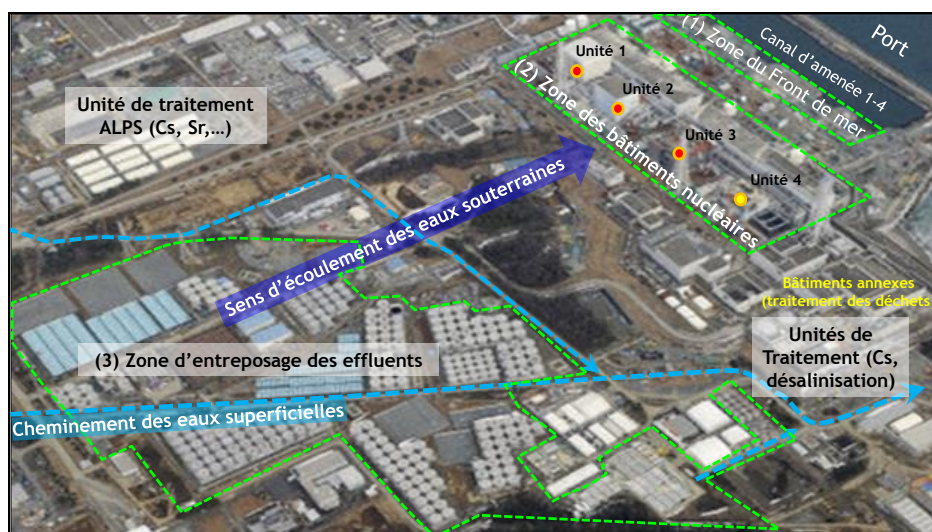 Port
Canal d'amenée 1-4
(1) Zone du Front de mer
(2) Zone des bâtiments nucléaires
Unité 1
Unité 2
Unité 3
Unité 4
Unité de traitement
ALPS (Cs, Sr,…)
Sens d'écoulement des eaux souterraines
Bâtiments annexes
(traitement des déchets
Unités de
Traitement (Cs,
désalinisation)
(3) Zone d'entreposage des effluents
Cheminement des eaux superficielles